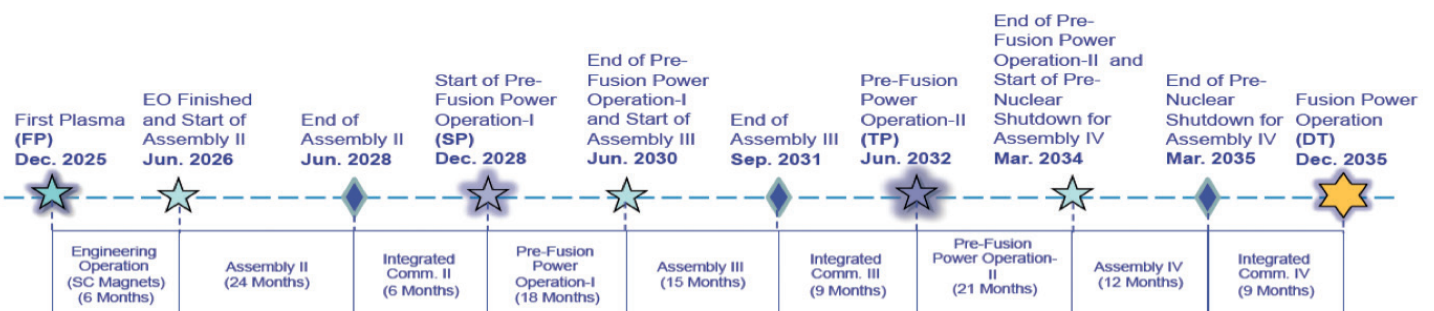 First Plasma
(FP)
Dec. 2025
EO Finished
and Start of
Assembly II
Jun. 2026
End of
Assembly II
Jun. 2028
Start of Pre-
Fusion Power
Operation-I
(SP)
Dec. 2028
End of Pre-
Fusion Power
Operation-I
and Start of
Assembly III
Jun. 2030
End of
Assembly III
Sep. 2031
Pre-Fusion
Power
Operation-II
(TP)
Jun. 2032
End of Pre-
Fusion Power
Operation-II and
Start of Pre-
Nuclear
Shutdown for
Assembly IV
Mar. 2034
End of Pre-
Nuclear
Shutdown for
Assembly IV
Mar. 2035
Fusion Power
Operation
(DT)
Dec. 2035
Engineering
Operation
(SC Magnets)
(6 Months)
Assembly II
(24 Months)
Integrated
Comm. II
(6 Months)
Pre-Fusion
Power
Operation-I
(18 Months)
Assembly III
(15 Months)
Integrated
Comm. III
(9 Months)
Pre-Fusion
Power Operation-
II
(21 Months)
Assembly IV
(12 Months)
Integrated
Comm. IV
(9 Months)